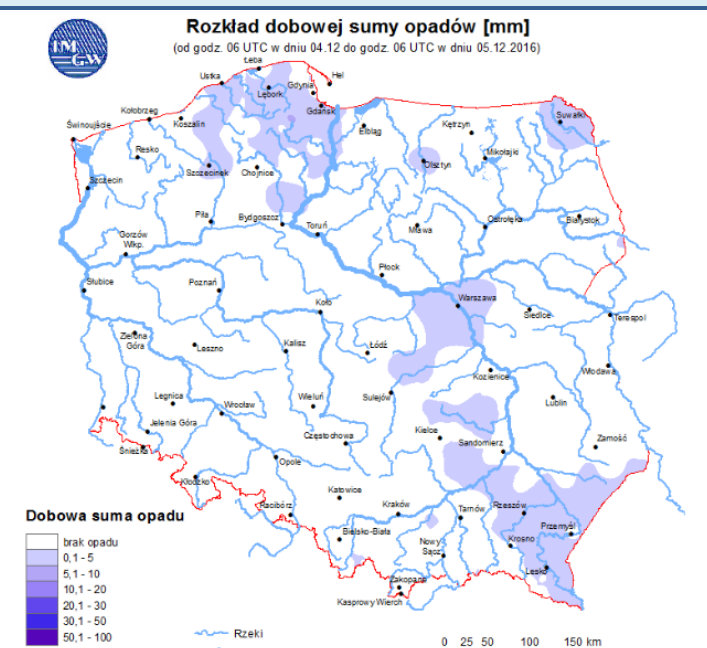 Rozkład dobowej sumy opadów [mm]
(od godz. 06 UTC w dniu 04.12 do godz. 06 UTC w dniu 05.12.2016)
IM
GW
Łeba
Hel
Ustka
Gdynia
Lębork
Gdańsk
Kołobrzeg
Koszalin
Świnoujście
Elbląg
Kętrzyn
Suwałki
Resko
Mikołajki
Olsztyn
Szczecinek
Chojnice
Szczecin
Piła
Bydgoszcz
Toruń
Ostrołęka
Białystok
Mława
Gorzów
Wlkp.
Płock
Słubice
Poznań
Koło
Warszawa
Siedlce
Terespol
Zielona
Góra
Leszno
Kalisz
Łódź
Kozienice
Włodawa
Legnica
Wrocław
Wieluń
Sulejów
Lublin
Jelenia Góra
Częstochowa
Kielce
Sandomierz
Zamość
Śnieżka
Opole
Kłodzko
Katowice
Racibórz
Kraków
Tarnów
Rzeszów
Przemyśl
Bielsko-Biała
Nowy
Sącz
Krosno
Lesko
Zakopane
Kasprowy Wierch
Dobowa suma opadu
brak opadu
0,1 - 5
5,1 - 10
10,1 - 20
20,1 - 30
30,1 - 50
50,1 - 100
Rzeki
0 25 50 100 150 km